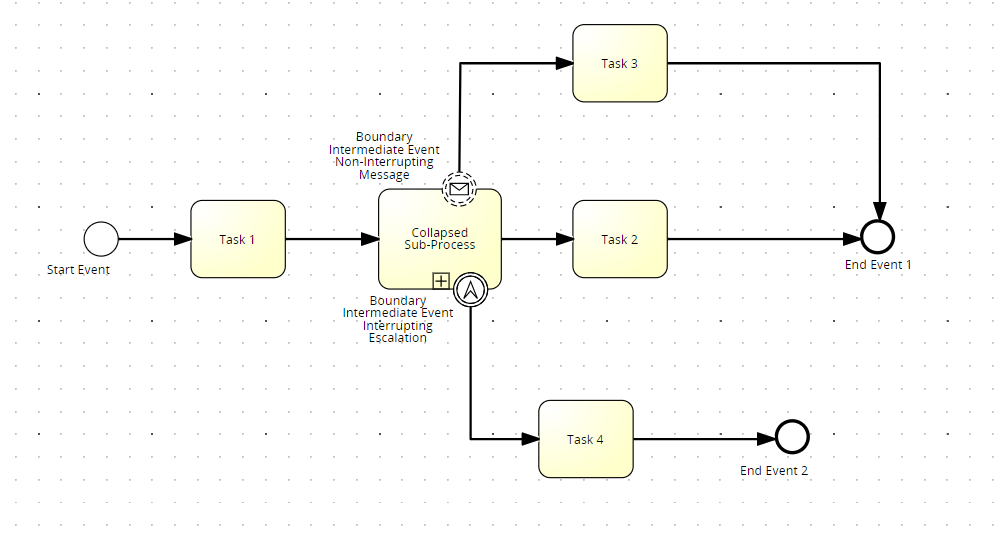 Task 3
Boundary
Intermediate Event
Non-Interrupting
Message
Collapsed
Sub-Process
Task 1
Task 2
Start Event
End Event 1
Boundary
Intermediate Event
Interrupting
Escalation
Task 4
End Event 2